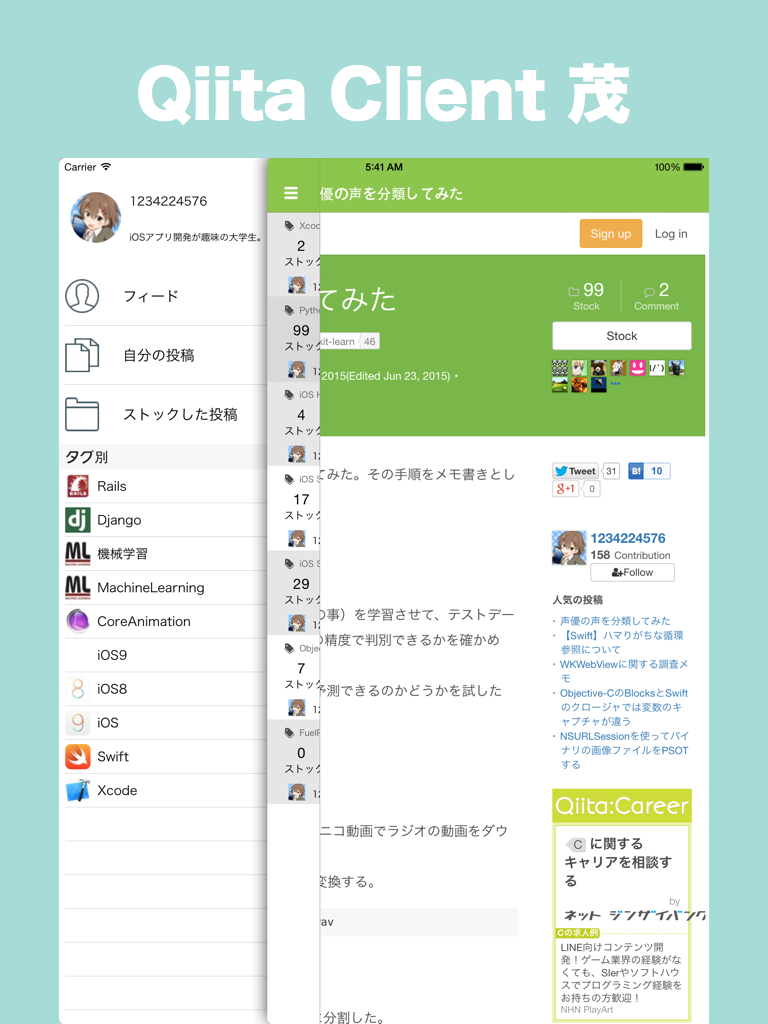 Qiita Client 茂
Carrier
5:41 AM
100%
1234224576
iOSアプリ開発が趣味の大学生。
フィード
自分の投稿
ストックした投稿
タグ別
RAILS
Rails
dj
Django
ML
機械学習
ML
MachineLearning
CoreAnimation
iOS9
8
iOS8
9
iOS
Swift
Xcode
Xcod
2
ストック
12
Pytho
99
ストック
12
iOS
4
ストック
12
iOS S
17
ストック
12
iOS S
29
ストック
12
Obje
7
ストック
12
FuelP
0
ストック
12
優の声を分類してみた
Sign up
Log in
てみた
kit-learn 46
2015(Edited Jun 23, 2015)・
99
Stock
2
Comment
Stock
てみた。その手順をメモ書きとし
の事）を学習させて、テストデー
の精度で判別できるかを確かめ
予測できるのかどうかを試した
ニコ動画でラジオの動画をダウ
変換する。
av
に分割した。
Tweet 31
B! 10
g+1 0
1234224576
158 Contribution
Follow
人気の投稿
・声優の声を分類してみた
・【Swift】ハマりがちな循環
参照について
・WKWebViewに関する調査メ
モ
・Objective-CのBlocksとSwift
のクロージャでは変数のキ
ャプチャが違う
・NSURLSessionを使ってバイ
ナリの画像ファイルをPSOT
する
Qiita:Career
C に関する
キャリアを相談す
る
by
ネット ジンザイバンク
Cの求人例
LINE向けコンテンツ開
発！ゲーム業界の経験がな
くても、SIerやソフトハウ
スでプログラミング経験を
お持ちの方歓迎！
NHN PlayArt